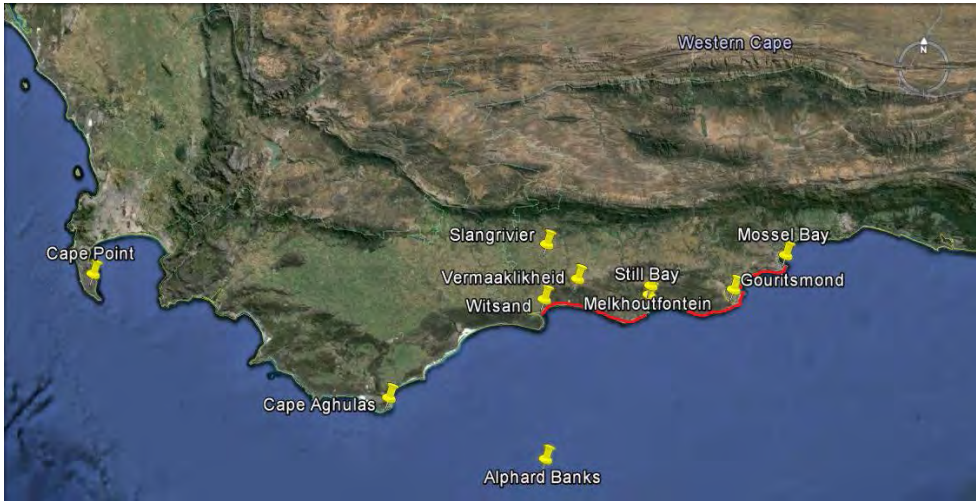 Western Cape
N
Slangrivier
Mossel Bay
Cape Point
Vermaaklikheid
Still Bay
Gouritsmond
Witsand
Melkhoutfontein
Cape Aghulas
Alphard Banks